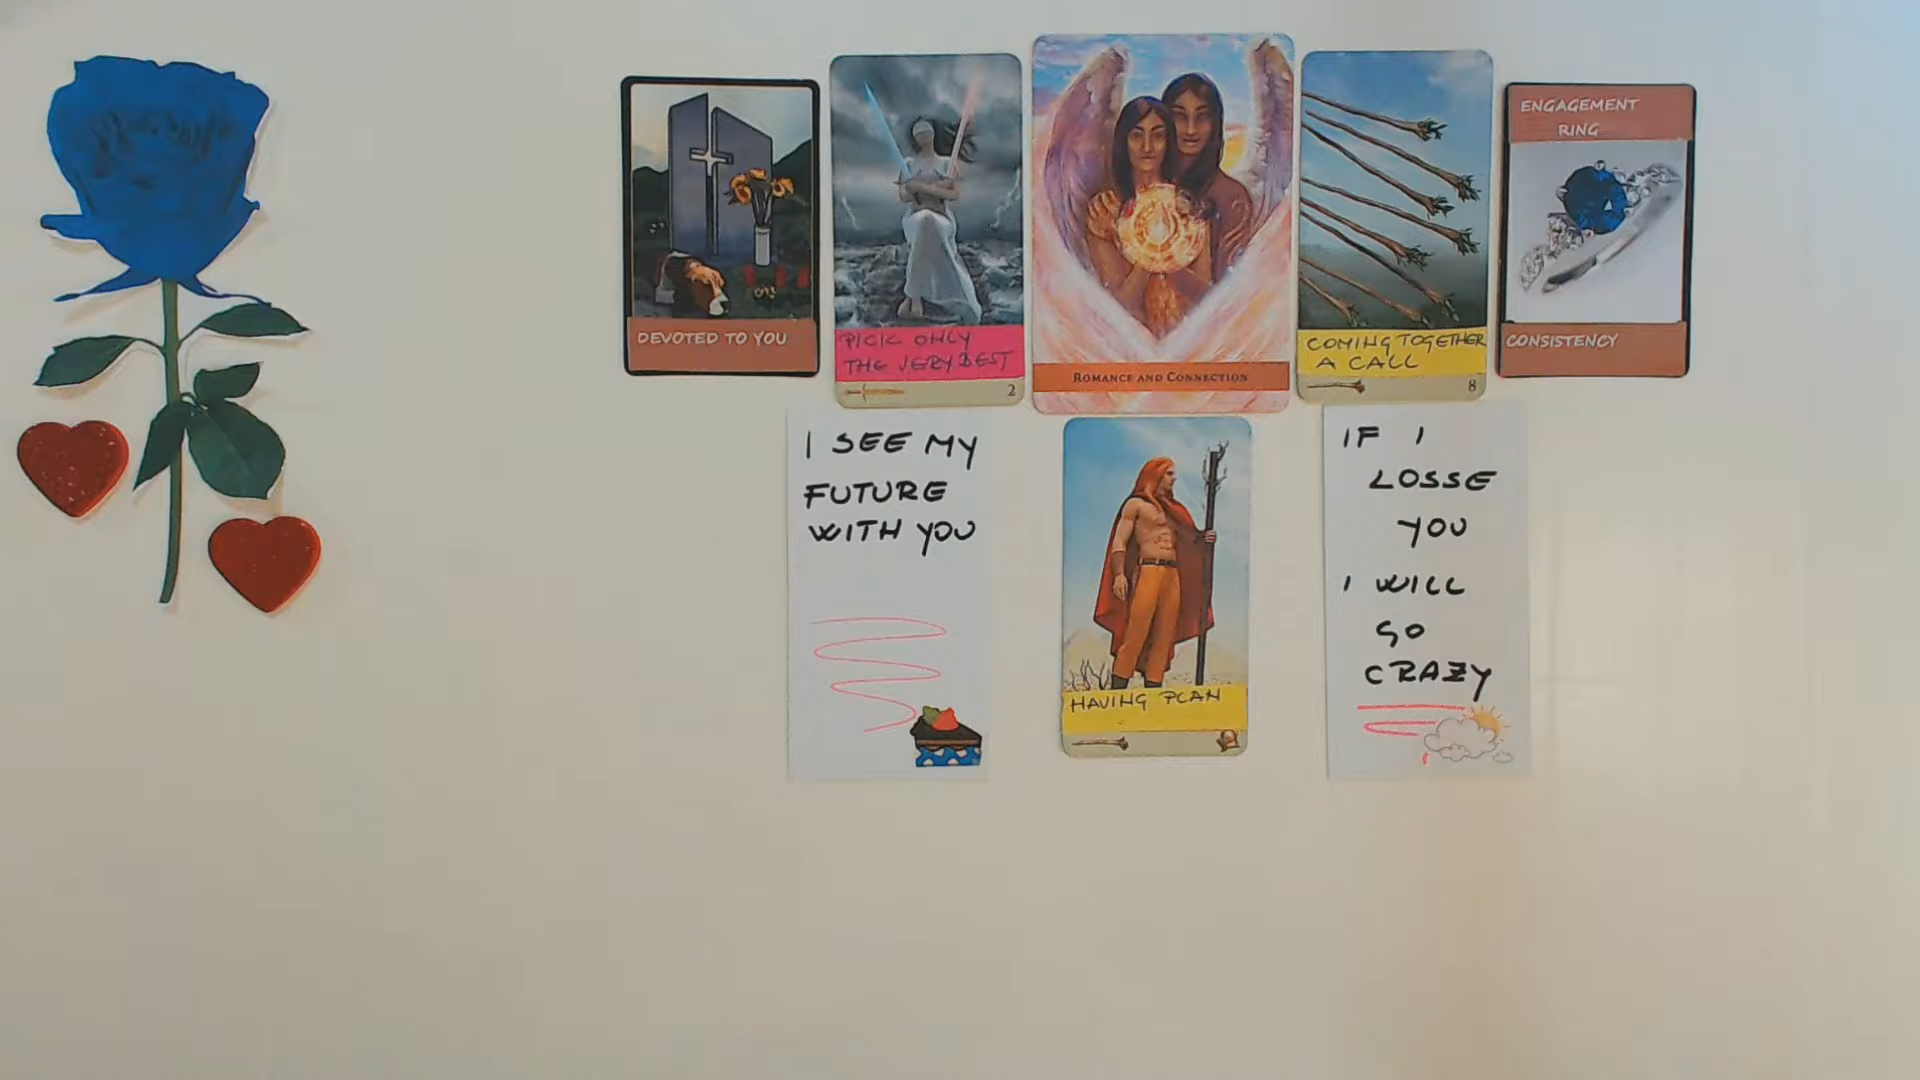 DEVOTED TO YOU
PICK ONLY
THE VERY BEST
2
ROMANCE AND CONNECTION
COMING TOGETHER
A CALL
8
ENGAGEMENT
RING
CONSISTENCY
I SEE MY
FUTURE
WITH YOU
HAVING PLAN
IF I
LOSSE
YOU
I WILL
GO
CRAZY